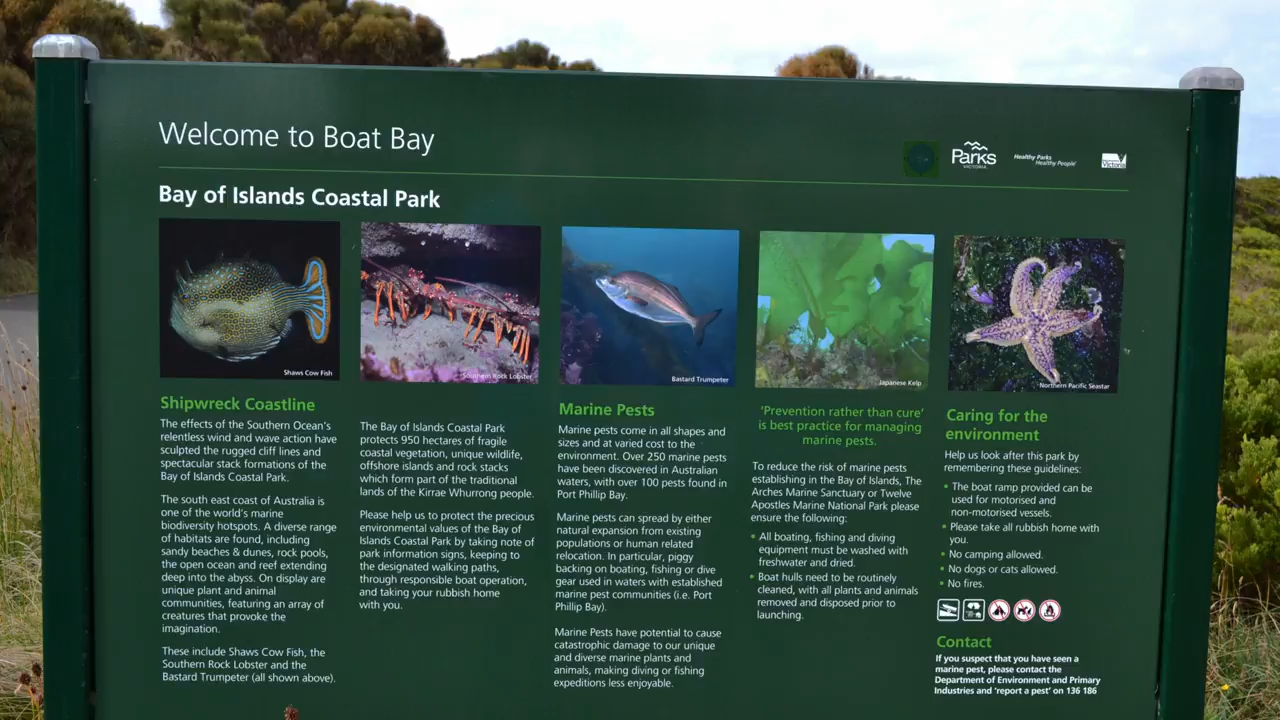 Welcome to Boat Bay
Parks
VICTORIA
Healthy Parks
Healthy People
Victoria
Bay of Islands Coastal Park
Shaws Cow Fish
Southern Rock Lobster
Bastard Trumpeter
Japanese Kelp
Northern Pacific Seastar
Shipwreck Coastline
The effects of the Southern Ocean's
relentless wind and wave action have
sculpted the rugged cliff lines and
spectacular stack formations of the
Bay of Islands Coastal Park.
The south east coast of Australia is
one of the world's marine
biodiversity hotspots. A diverse range
of habitats are found, including
sandy beaches & dunes, rock pools,
the open ocean and reef extending
deep into the abyss. On display are
unique plant and animal
communities, featuring an array of
creatures that provoke the
imagination.
These include Shaws Cow Fish, the
Southern Rock Lobster and the
Bastard Trumpeter (all shown above).
The Bay of Islands Coastal Park
protects 950 hectares of fragile
coastal vegetation, unique wildlife,
offshore islands and rock stacks
which form part of the traditional
lands of the Kirrae Whurrong people.
Please help us to protect the precious
environmental values of the Bay of
Islands Coastal Park by taking note of
park information signs, keeping to
the designated walking paths,
through responsible boat operation,
and taking your rubbish home
with you.
Marine Pests
Marine pests come in all shapes and
sizes and at varied cost to the
environment. Over 250 marine pests
have been discovered in Australian
waters, with over 100 pests found in
Port Phillip Bay.
Marine pests can spread by either
natural expansion from existing
populations or human related
relocation. In particular, piggy
backing on boating, fishing or dive
gear used in waters with established
marine pest communities (i.e. Port
Phillip Bay).
Marine Pests have potential to cause
catastrophic damage to our unique
and diverse marine plants and
animals, making diving or fishing
expeditions less enjoyable.
'Prevention rather than cure'
is best practice for managing
marine pests.
To reduce the risk of marine pests
establishing in the Bay of Islands, The
Arches Marine Sanctuary or Twelve
Apostles Marine National Park please
ensure the following:
• All boating, fishing and diving
equipment must be washed with
freshwater and dried.
• Boat hulls need to be routinely
cleaned, with all plants and animals
removed and disposed prior to
launching.
Caring for the
environment
Help us look after this park by
remembering these guidelines:
• The boat ramp provided can be
used for motorised and
non-motorised vessels.
• Please take all rubbish home with
you.
• No camping allowed.
• No dogs or cats allowed.
• No fires.
Contact
If you suspect that you have seen a
marine pest, please contact the
Department of Environment and Primary
Industries and 'report a pest' on 136 186